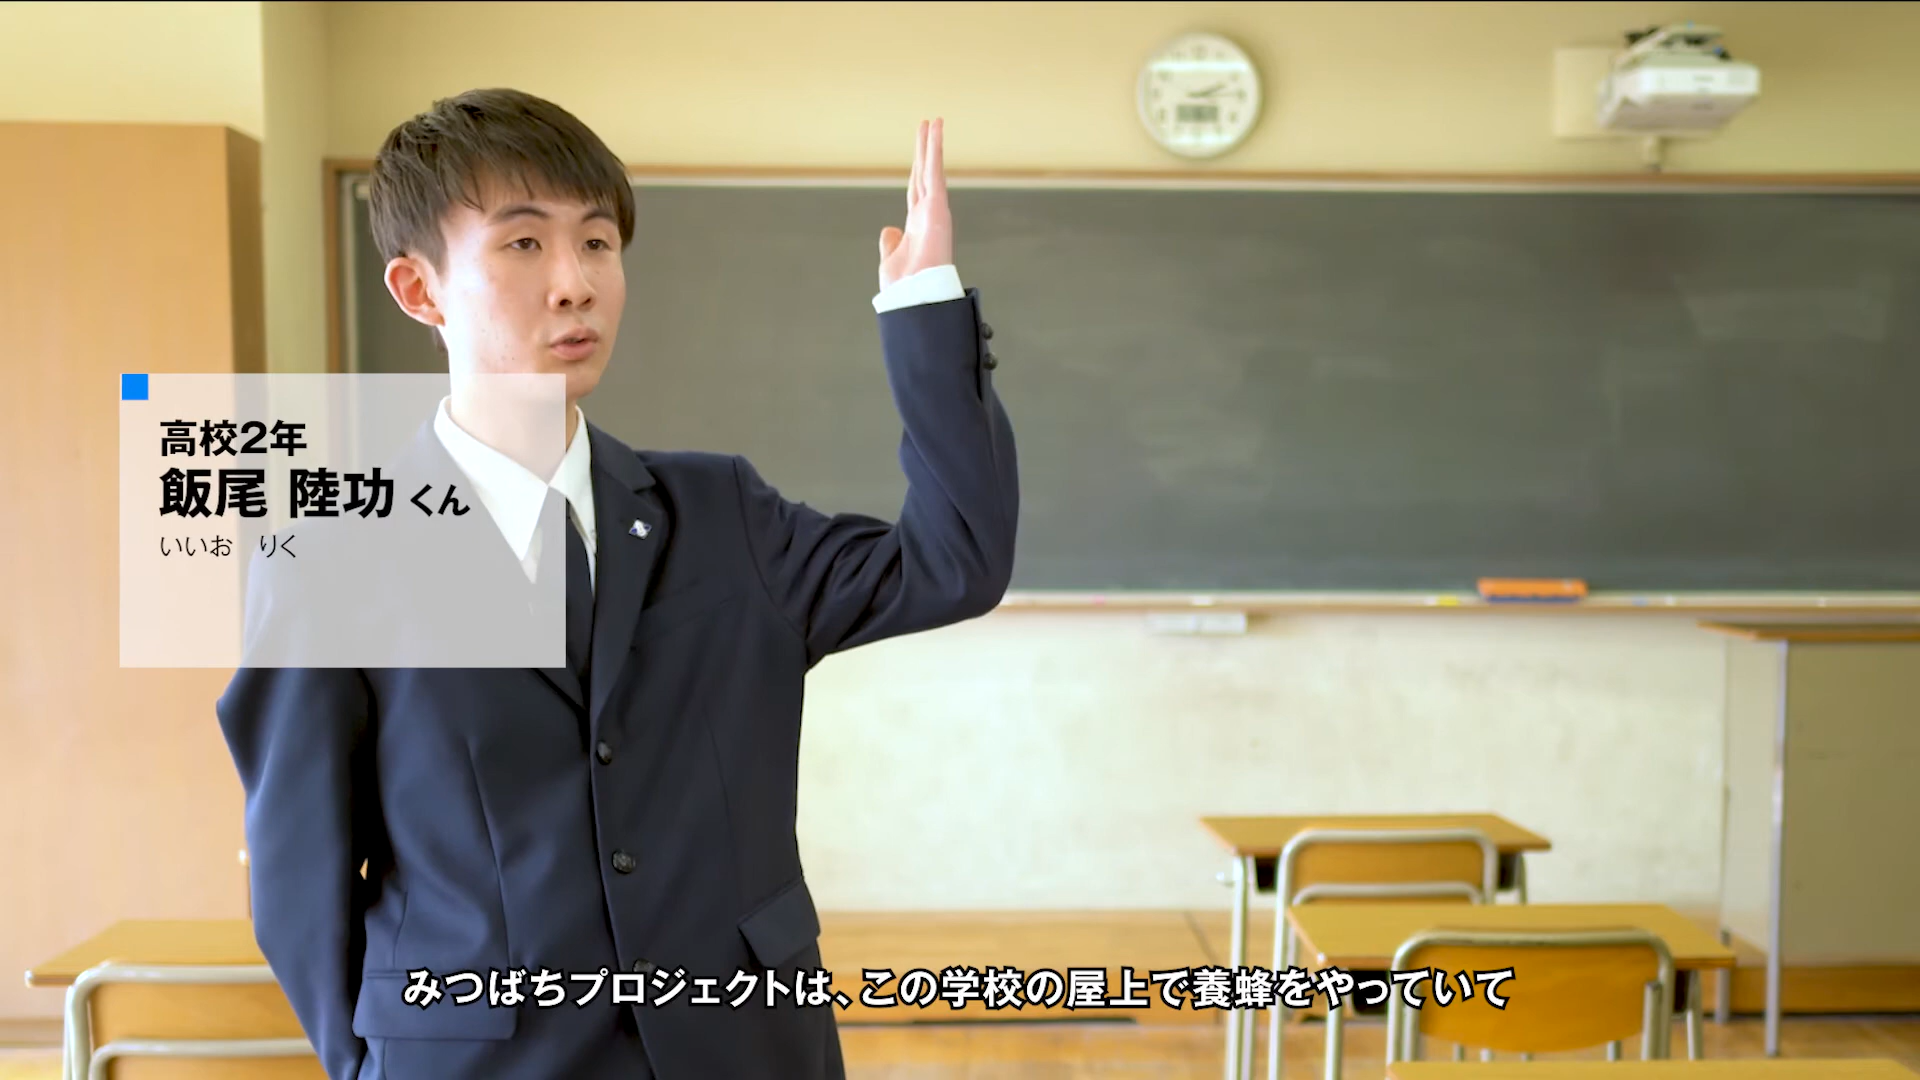 高校2年
飯尾 陸功 くん
いいお りく
みつばちプロジェクトは、この学校の屋上で養蜂をやっていて